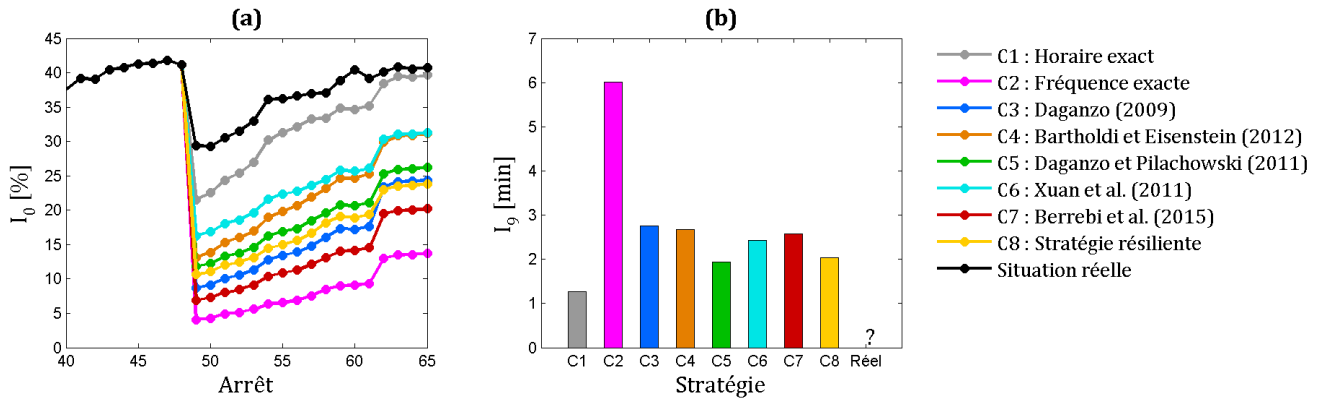 (a)
45
40
35
30
25
20
15
10
5
0
I0 [%]
40 45 50 55 60 65
Arrêt
(b)
7
6
5
4
3
2
1
0
I9 [min]
?
C1 C2 C3 C4 C5 C6 C7 C8 Réel
Stratégie
C1 : Horaire exact
C2 : Fréquence exacte
C3 : Daganzo (2009)
C4 : Bartholdi et Eisenstein (2012)
C5 : Daganzo et Pilachowski (2011)
C6 : Xuan et al. (2011)
C7 : Berrebi et al. (2015)
C8 : Stratégie résiliente
Situation réelle